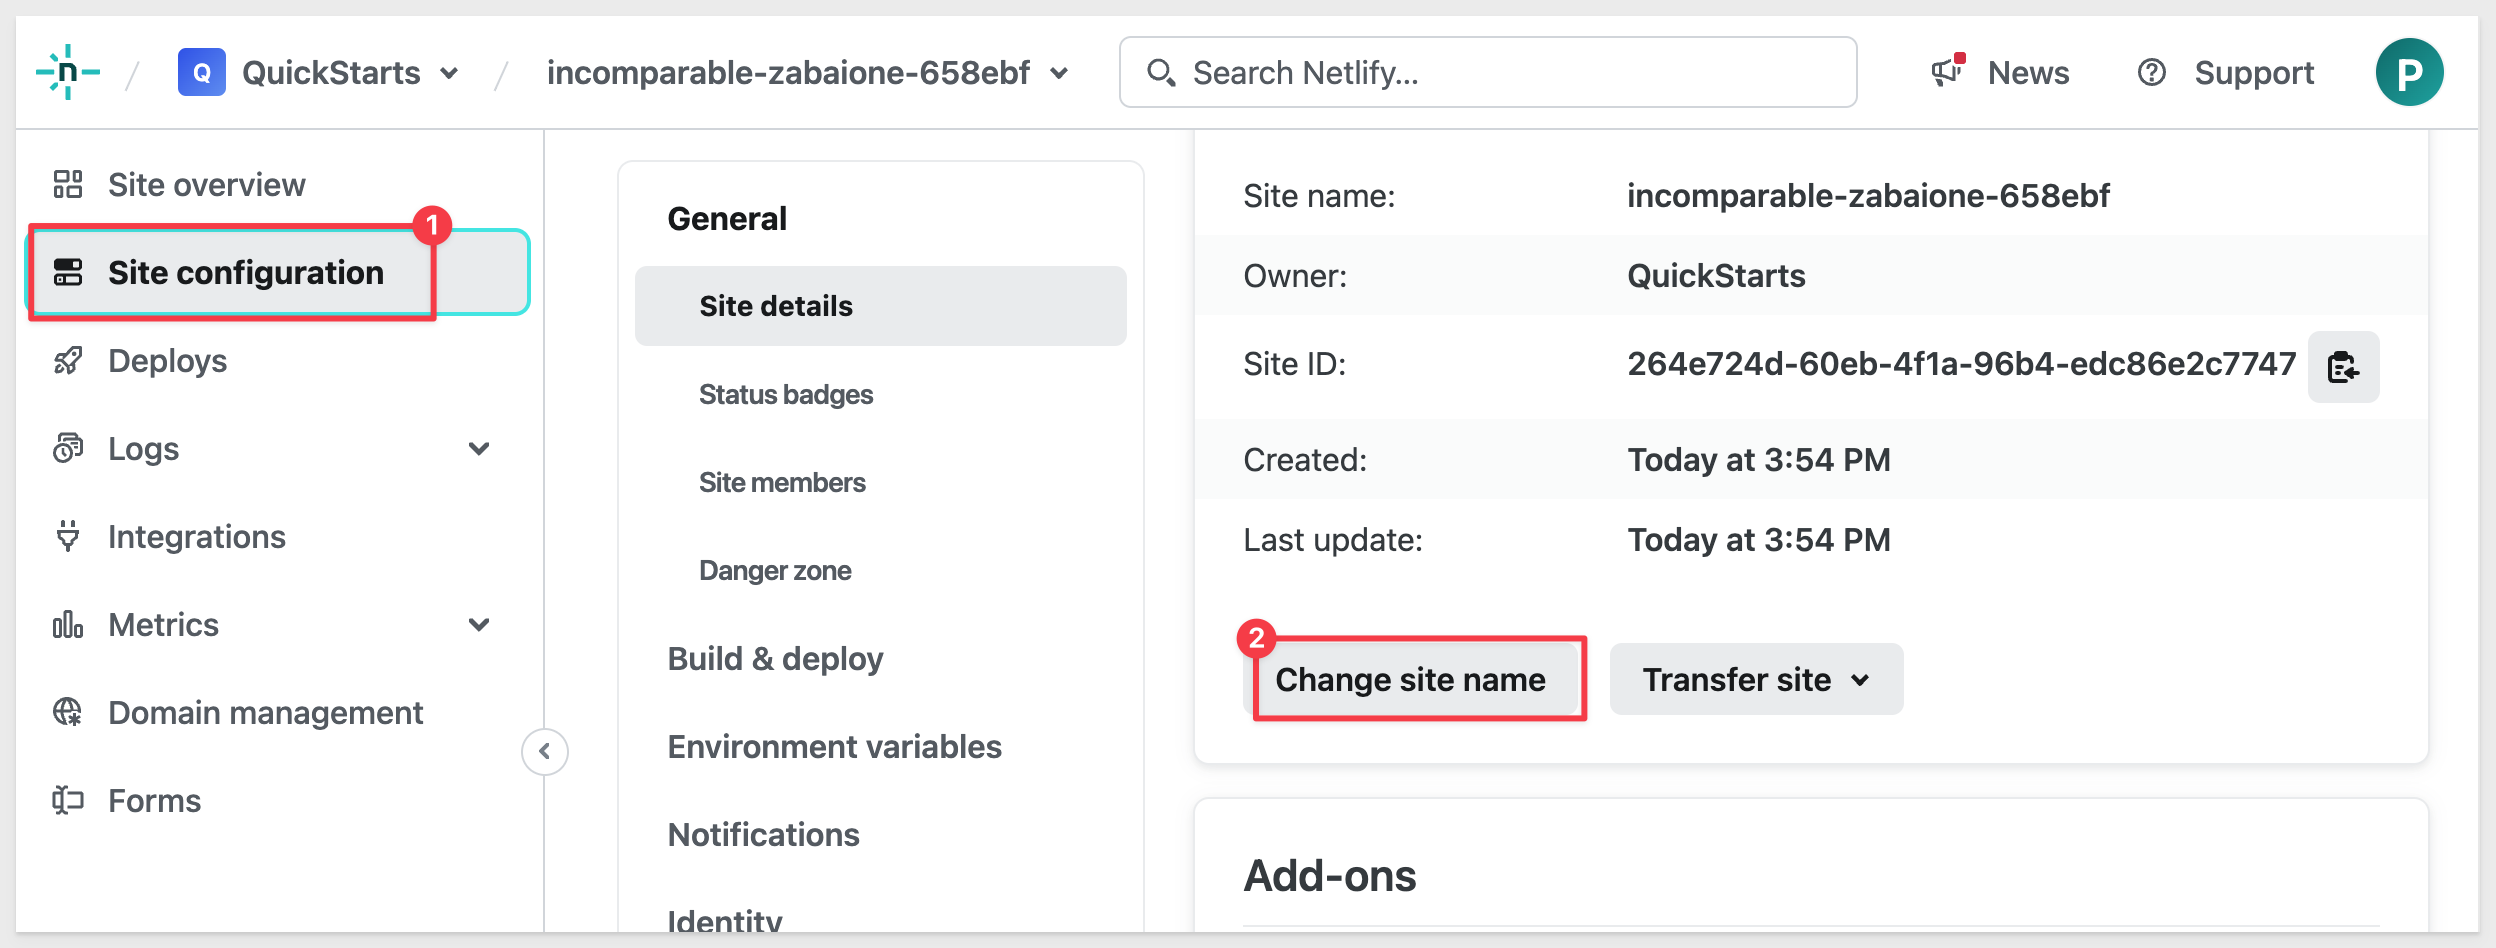 n / Q QuickStarts / incomparable-zabaione-658ebf Search Netlify... News Support P
Site overview
1
Site configuration
Deploys
Logs
Integrations
Metrics
Domain management
Forms
General
Site details
Status badges
Site members
Danger zone
Build & deploy
Environment variables
Notifications
Identity
Site name: incomparable-zabaione-658ebf
Owner: QuickStarts
Site ID: 264e724d-60eb-4f1a-96b4-edc86e2c7747
Created: Today at 3:54 PM
Last update: Today at 3:54 PM
2
Change site name Transfer site
Add-ons